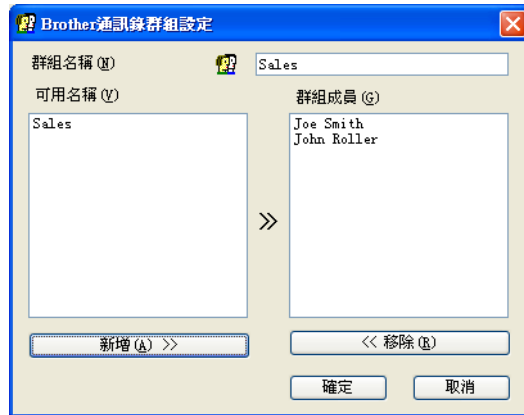 Brother通訊錄群組設定
群組名稱(N)
Sales
可用名稱(V)
群組成員(G)
Sales
Joe Smith
John Roller
>>
新增(A) >>
<< 移除(R)
確定
取消